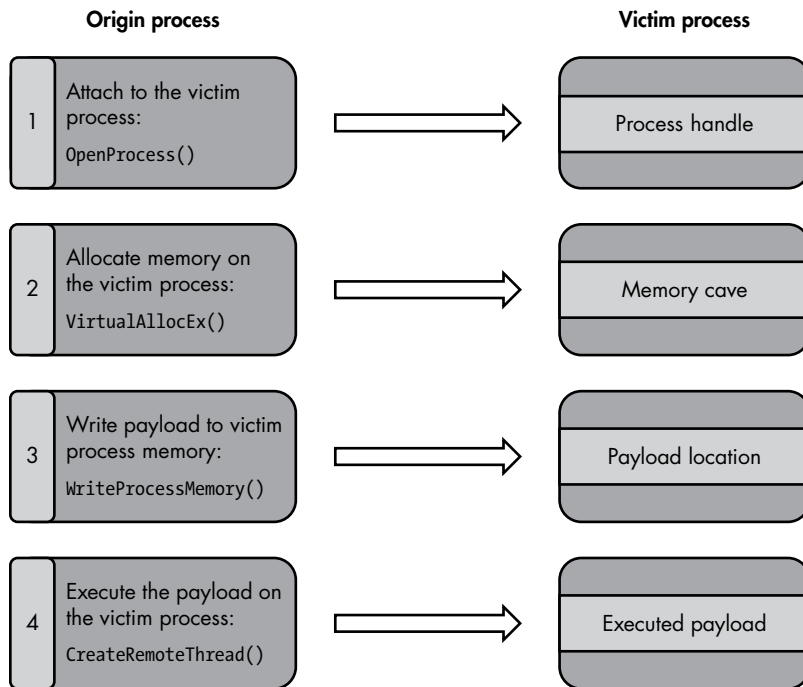 Origin process
Victim process
1
Attach to the victim
process:
OpenProcess()
Process handle
2
Allocate memory on
the victim process:
VirtualAllocEx()
Memory cave
3
Write payload to victim
process memory:
WriteProcessMemory()
Payload location
4
Execute the payload on
the victim process:
CreateRemoteThread()
Executed payload